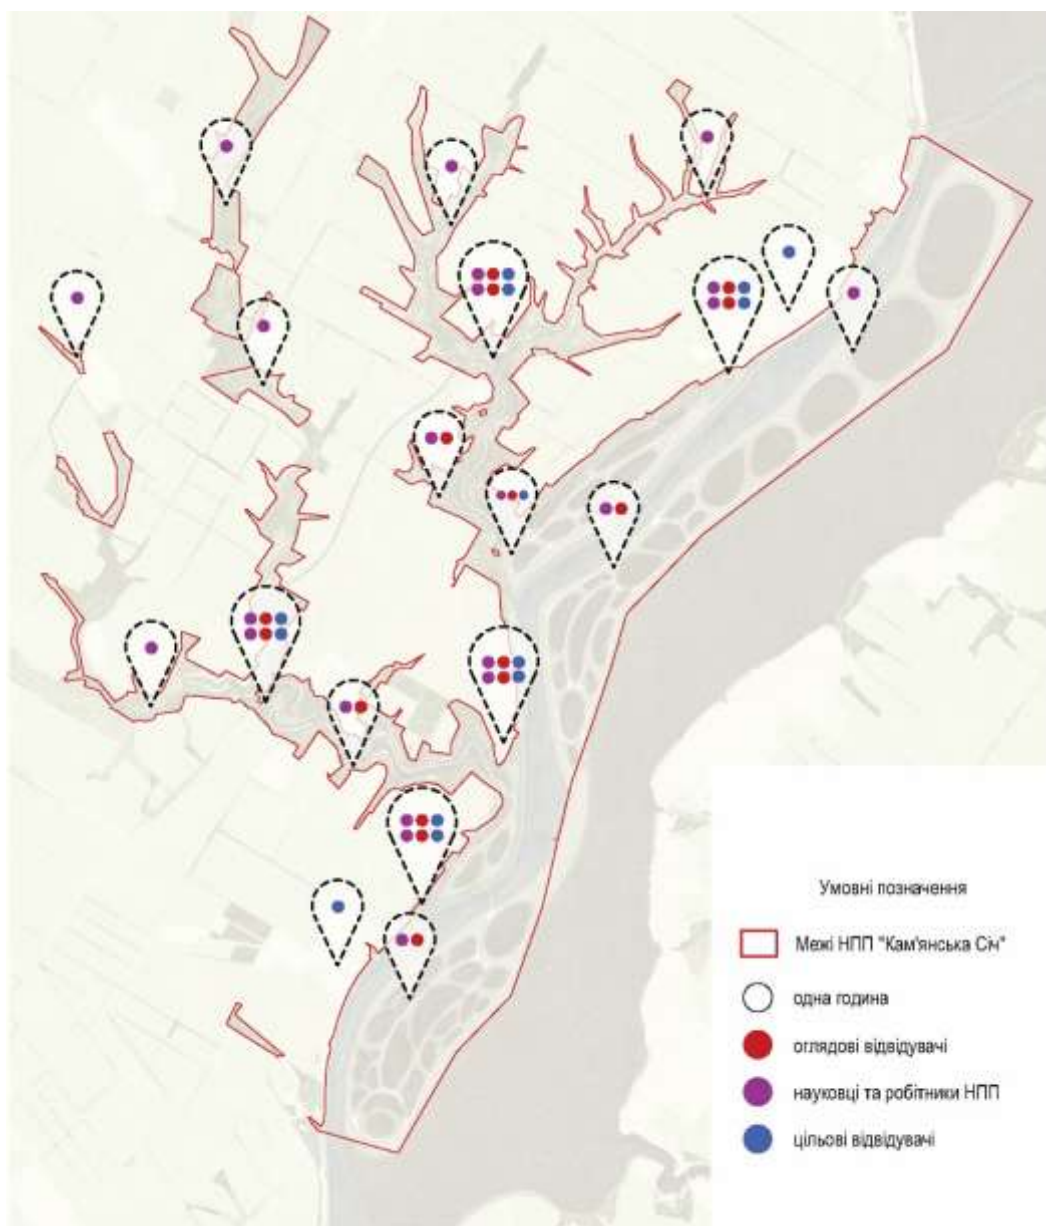 Умовні позначення
Межі НПП "Кам'янська Січ"
одна година
оглядові відвідувачі
науковці та робітники НПП
цільові відвідувачі